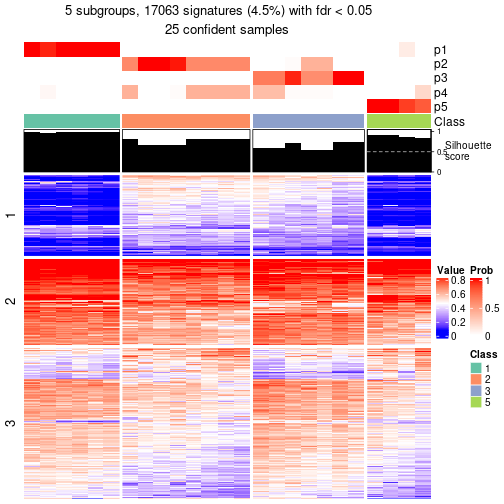 5 subgroups, 17063 signatures (4.5%) with fdr < 0.05
25 confident samples
p1
p2
p3
p4
p5
Class
1
0.5
0
Silhouette
score
1
2
3
Value
0.8
0.6
0.4
0.2
0
Prob
1
0.5
0
Class
1
2
3
5